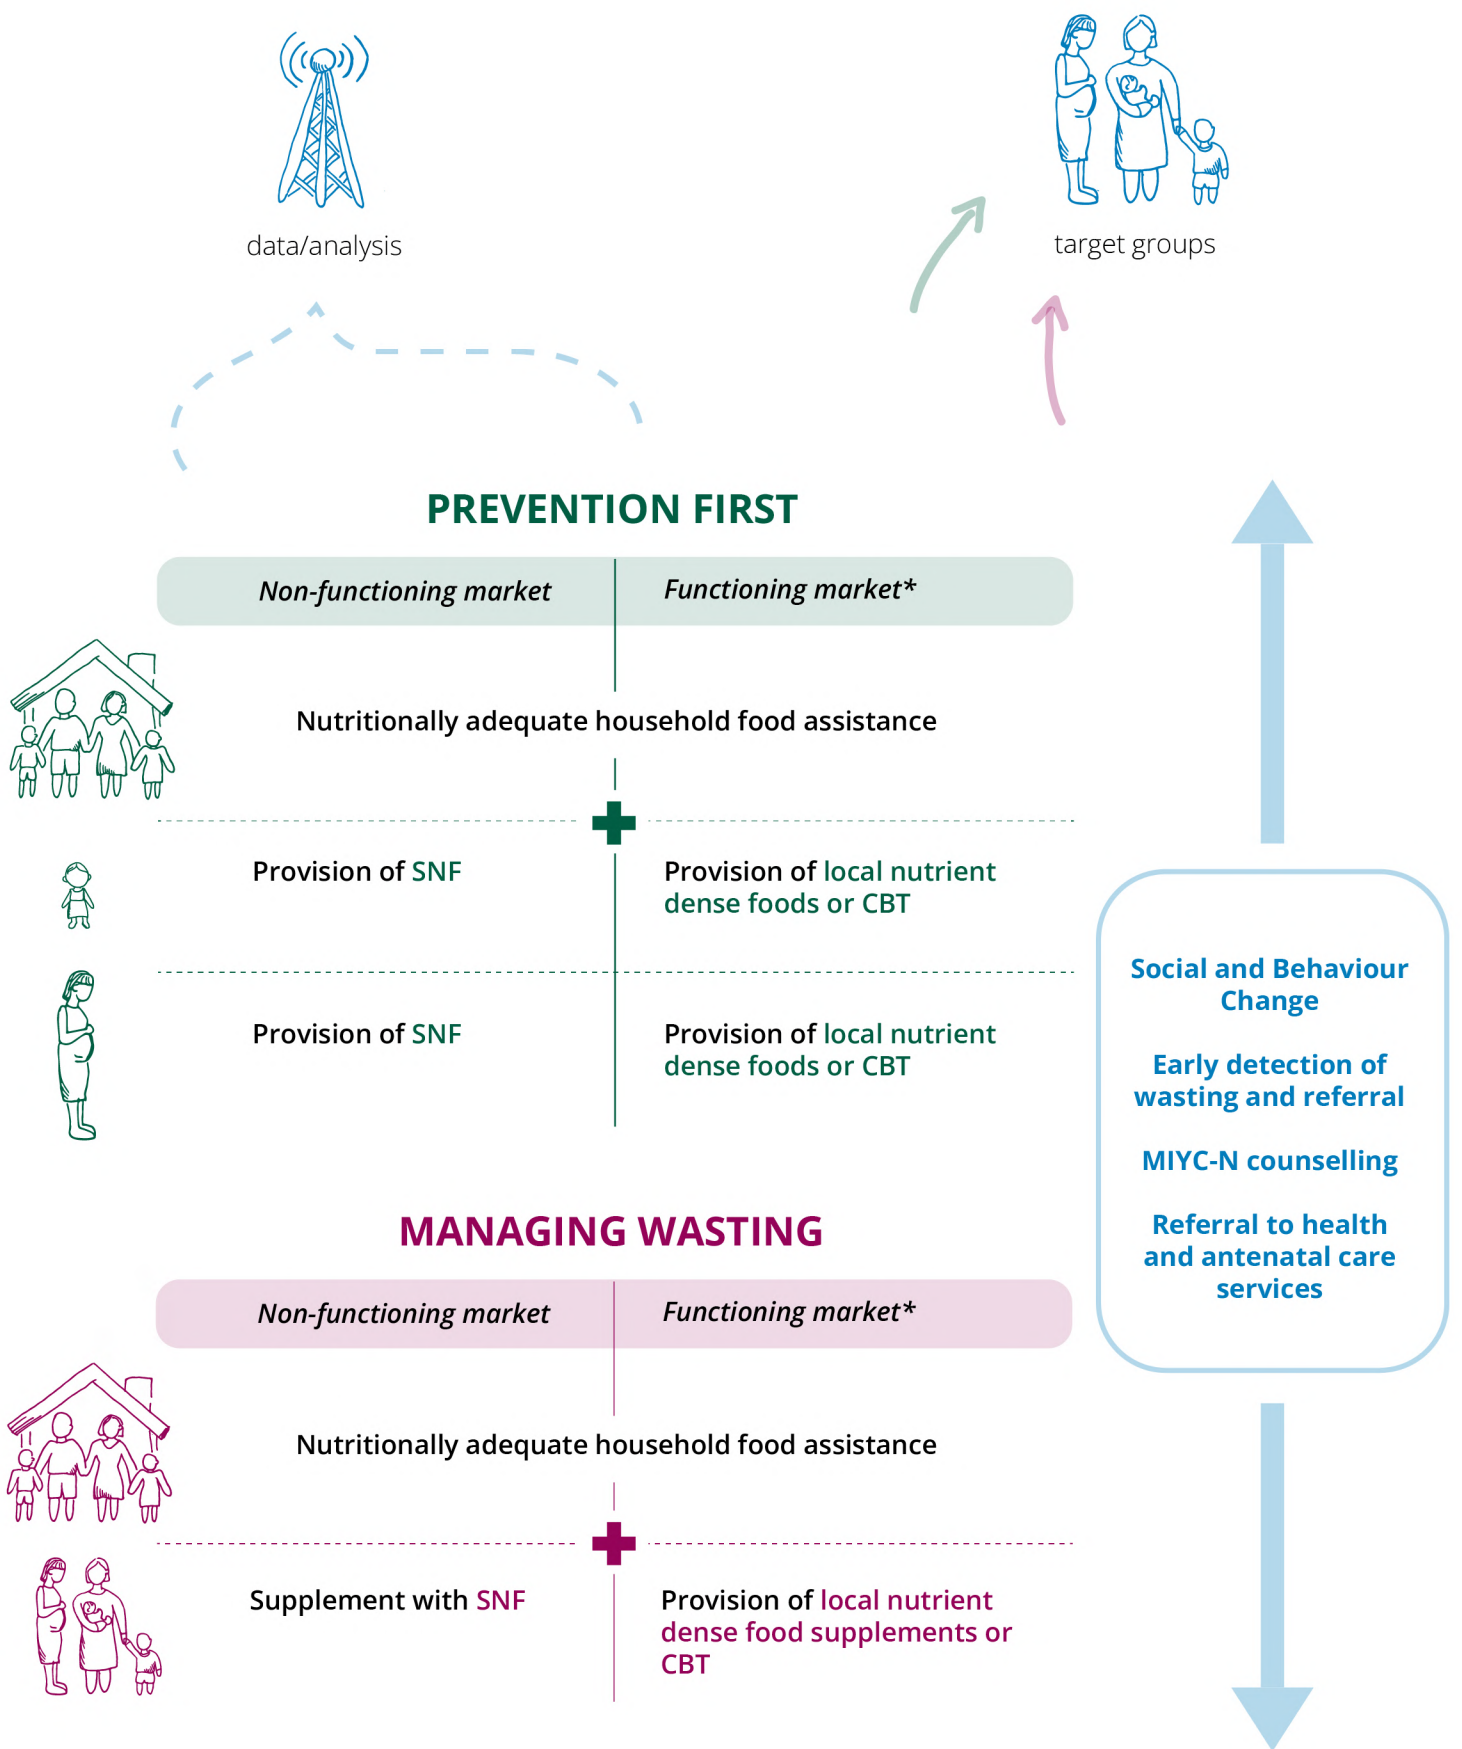 data/analysis
target groups
PREVENTION FIRST
Non-functioning market
Functioning market*
Nutritionally adequate household food assistance
Provision of SNF
Provision of local nutrient
dense foods or CBT
Provision of SNF
Provision of local nutrient
dense foods or CBT
MANAGING WASTING
Non-functioning market
Functioning market*
Nutritionally adequate household food assistance
Supplement with SNF
Provision of local nutrient
dense food supplements or
CBT
Social and Behaviour
Change
Early detection of
wasting and referral
MIYC-N counselling
Referral to health
and antenatal care
services